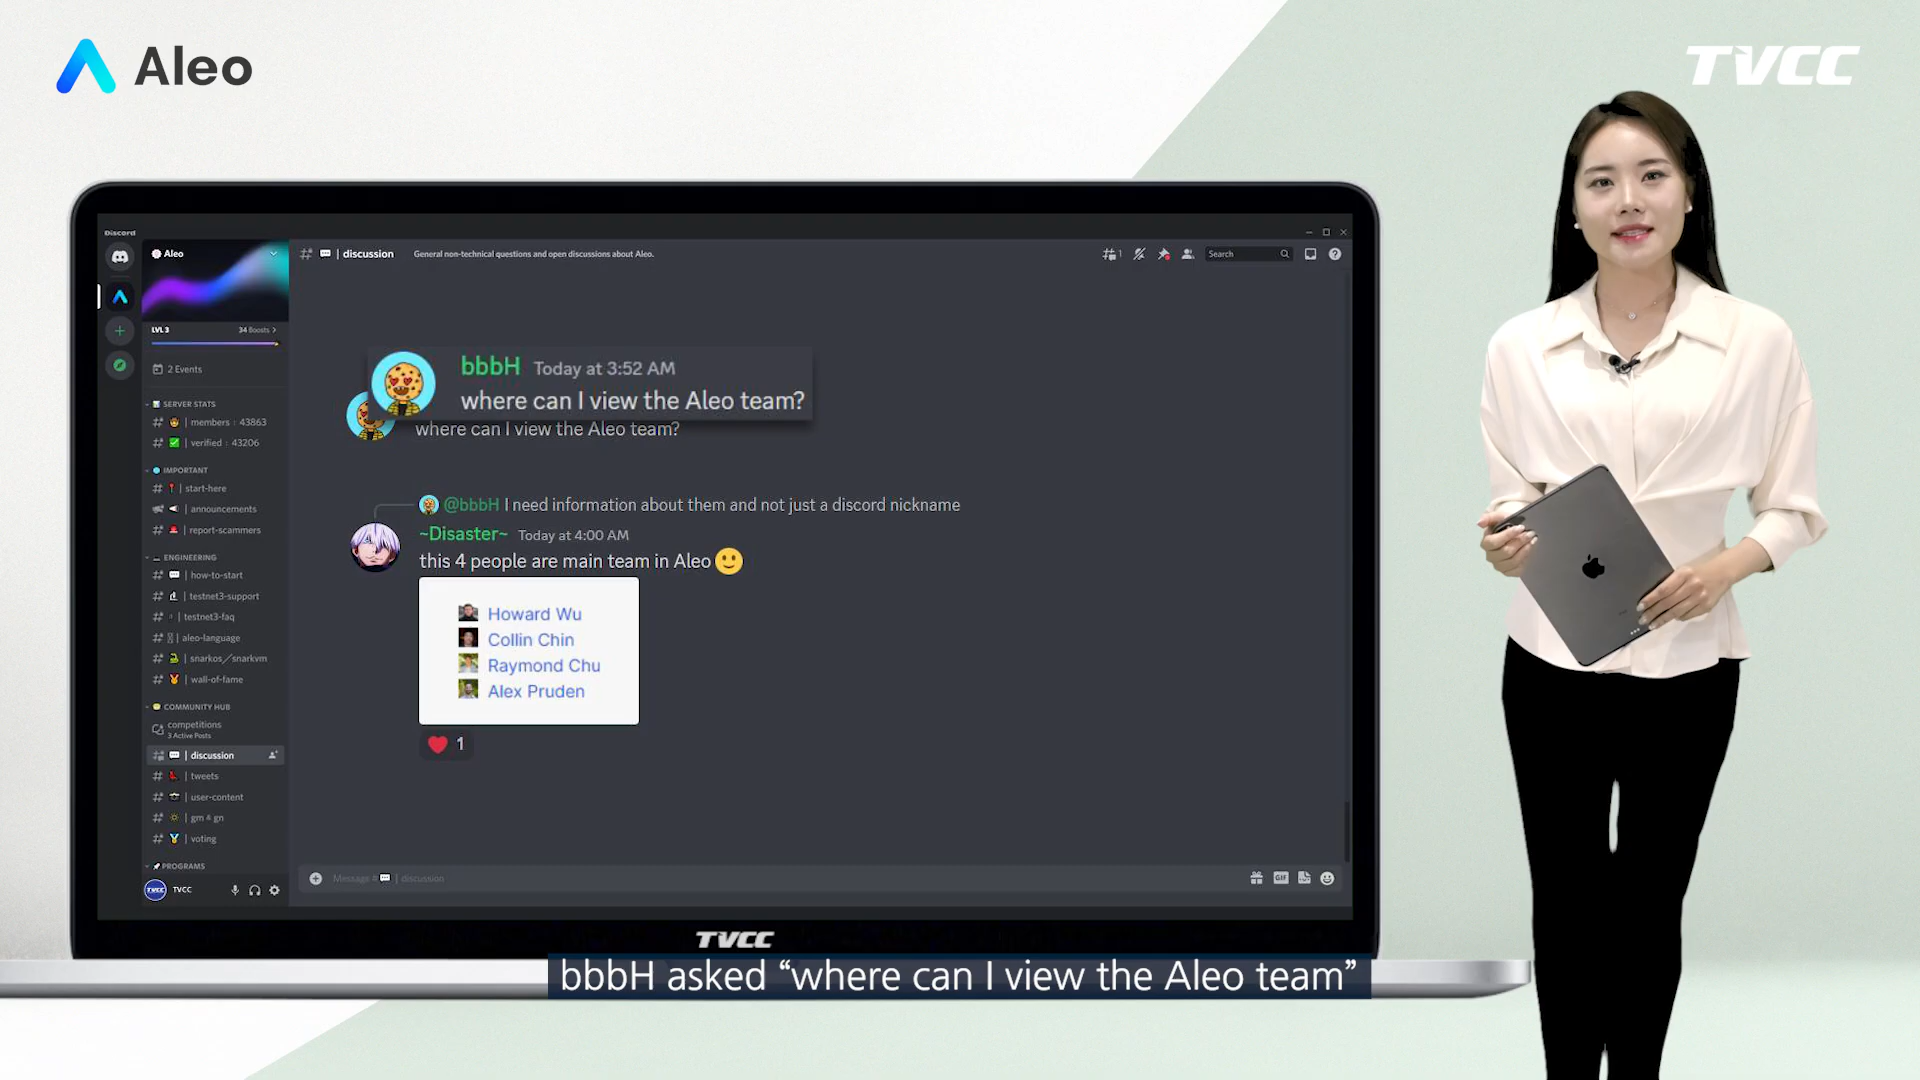 Aleo
TVCC
Discord
Aleo
LVL 3
34 Boosts >
2 Events
SERVER STATS
| members : 43863
| verified : 43206
IMPORTANT
| start-here
| announcements
| report-scammers
ENGINEERING
| how-to-start
| testnet3-support
| testnet3-faq
| aleo-language
| snarkos/snarkvm
| wall-of-fame
COMMUNITY HUB
competitions
3 Active Posts
| discussion
| tweets
| user-content
| gm & gn
| voting
PROGRAMS
TVCC
TVCC
| discussion
General non-technical questions and open discussions about Aleo.
1
Search
bbbH Today at 3:52 AM
where can I view the Aleo team?
where can I view the Aleo team?
@bbbH I need information about them and not just a discord nickname
~Disaster~ Today at 4:00 AM
this 4 people are main team in Aleo
Howard Wu
Collin Chin
Raymond Chu
Alex Pruden
1
Message # | discussion
GIF
TVCC
bbbH asked “where can I view the Aleo team”